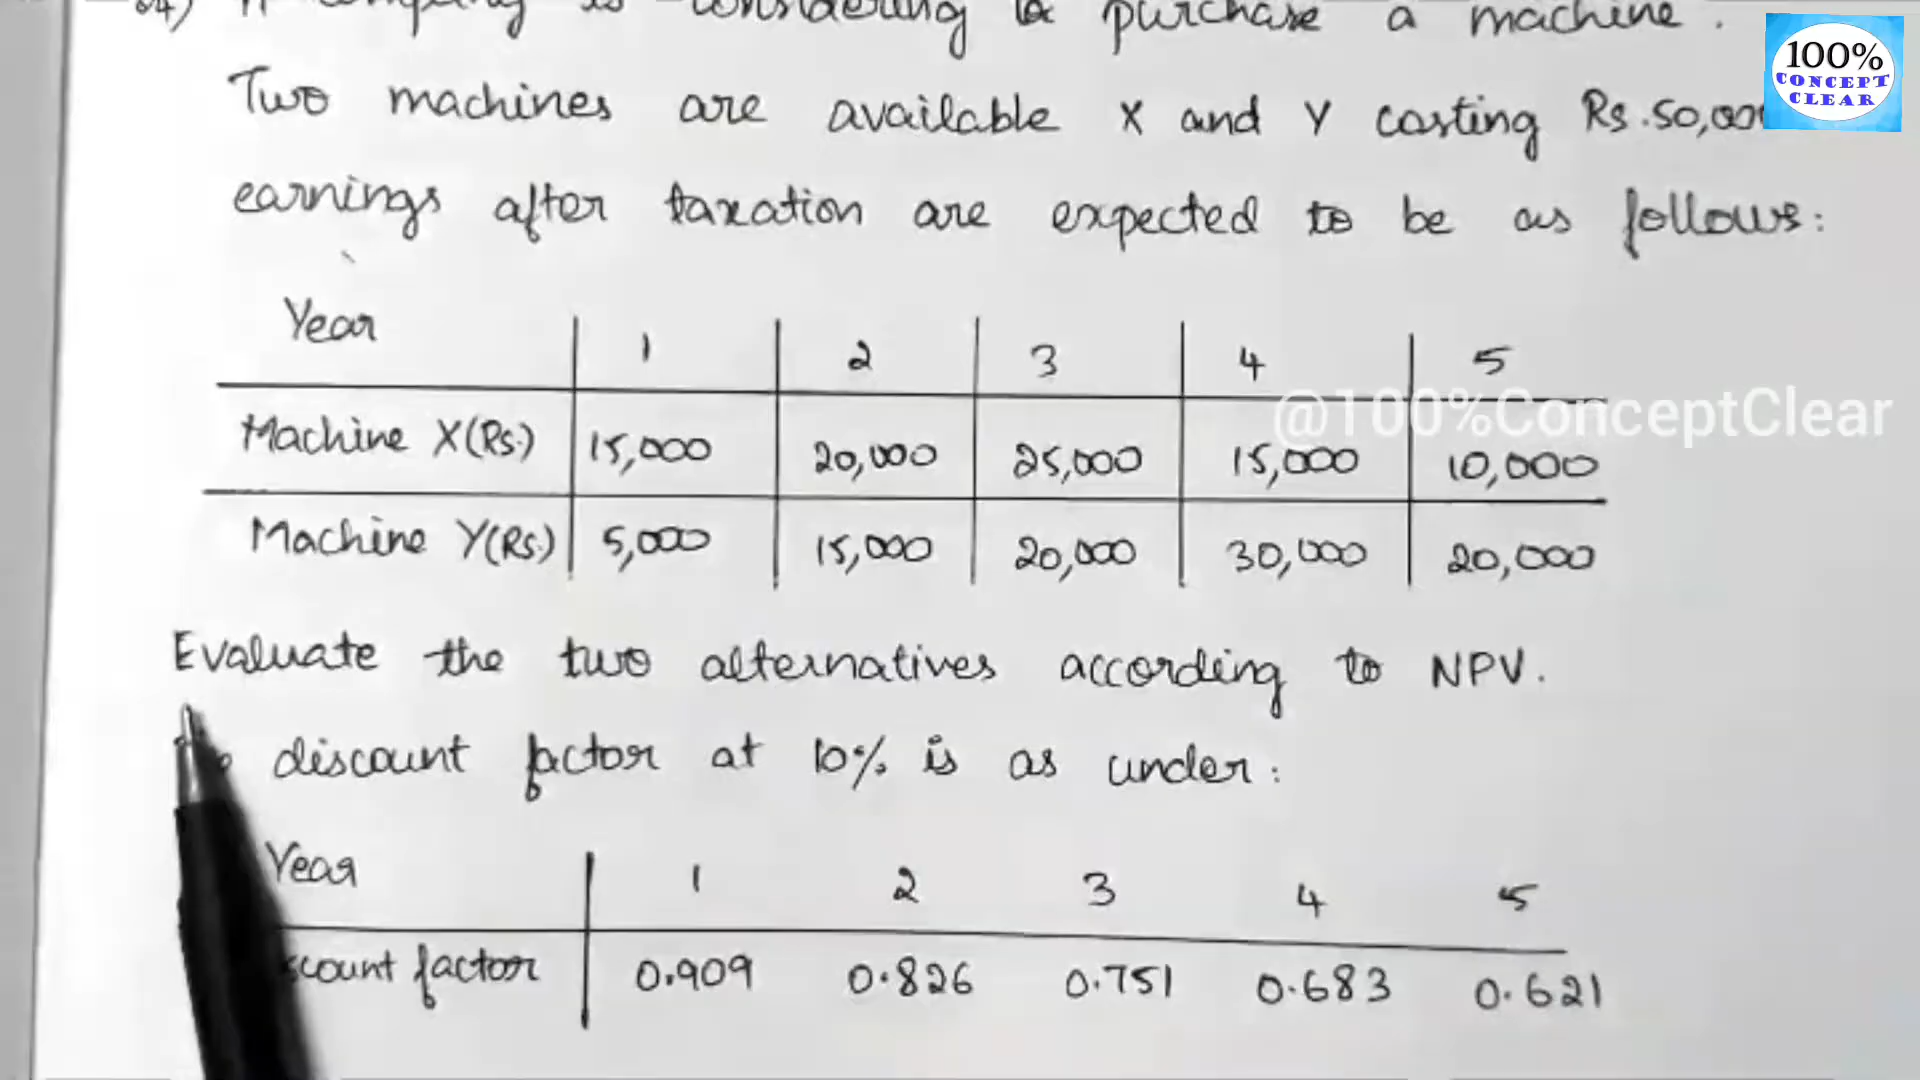 is considering to purchase a machine.
100%
CONCEPT
CLEAR
Two machines are available X and Y costing Rs.50,00
earnings after taxation are expected to be as follows:
Year 1 2 3 4 5
@100%ConceptClear
Machine X(Rs.) 15,000 20,000 25,000 15,000 10,000
Machine Y(Rs.) 5,000 15,000 20,000 30,000 20,000
Evaluate the two alternatives according to NPV.
discount factor at 10% is as under:
Year 1 2 3 4 5
scount factor 0.909 0.826 0.751 0.683 0.621